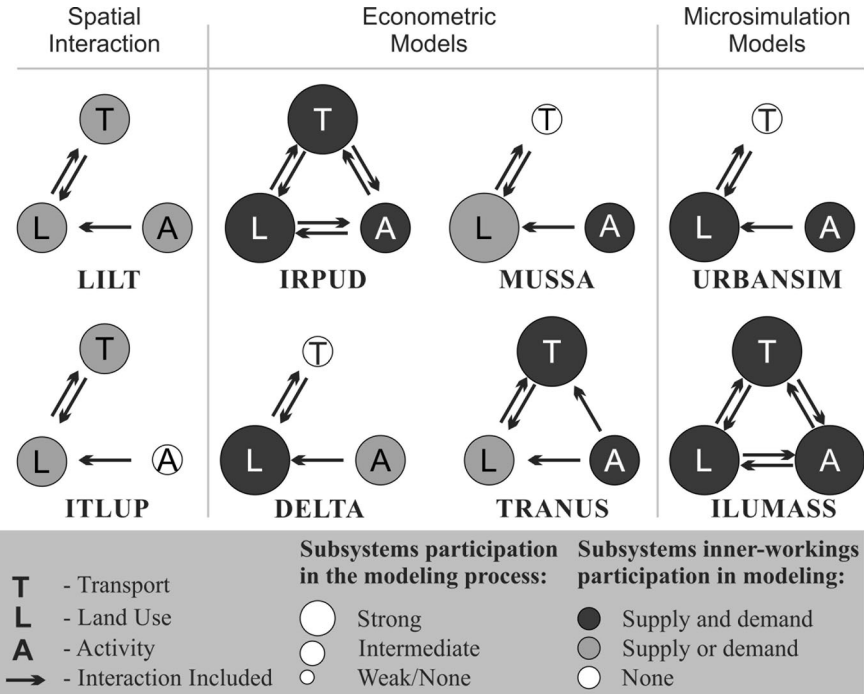 Spatial
Interaction
Econometric
Models
Microsimulation
Models
T
L
A
LILT
T
L
A
IRPUD
T
L
A
MUSSA
T
L
A
URBANSIM
T
L
A
ITLUP
T
L
A
DELTA
T
L
A
TRANUS
T
L
A
ILUMASS
T - Transport
L - Land Use
A - Activity
- Interaction Included
Subsystems participation
in the modeling process:
Strong
Intermediate
Weak/None
Subsystems inner-workings
participation in modeling:
Supply and demand
Supply or demand
None